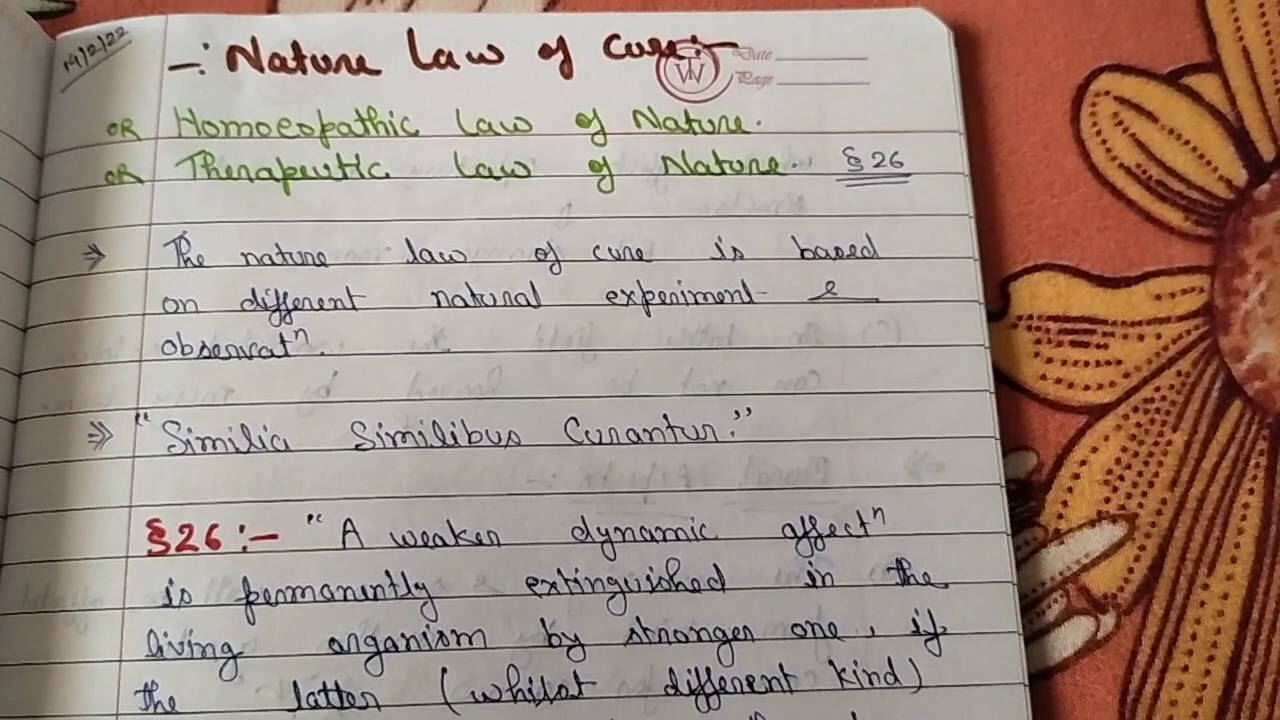 14/2/22
-: Nature Law of Cure:-
Date
Page
OR Homoeopathic Law of Nature.
OR Therapeutic Law of Nature. § 26
⇒ The nature law of cure is based
on different natural experiment &
observatⁿ.
⇒ "Similia Similibus Curantur."
§26:- "A weaker dynamic affectⁿ
is permanently extinguished in the
living organism by stronger one, if
the latter (whilst different kind)